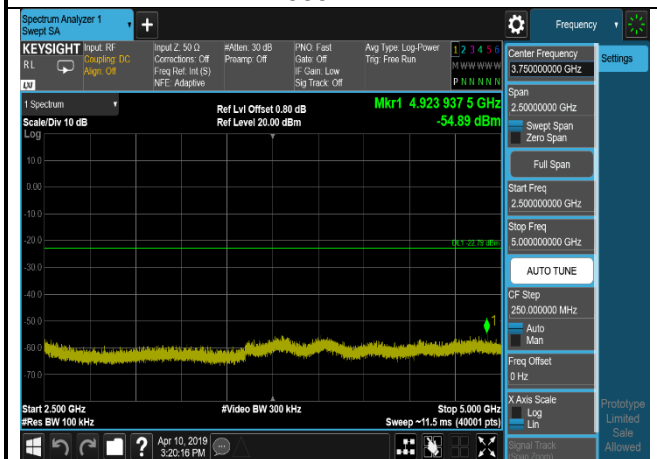 Spectrum Analyzer 1
Swept SA
+
Frequency
KEYSIGHT
RL
LXI
Input: RF
Coupling: DC
Align: Off
Input Z: 50 Ω
Corrections: Off
Freq Ref: Int (S)
NFE: Adaptive
#Atten: 30 dB
Preamp: Off
PNO: Fast
Gate: Off
IF Gain: Low
Sig Track: Off
Avg Type: Log-Power
Trig: Free Run
1 2 3 4 5 6
M W W W W W
P N N N N N
1 Spectrum
Scale/Div 10 dB
Log
Ref Lvl Offset 0.80 dB
Ref Level 20.00 dBm
Mkr1 4.923 937 5 GHz
-54.89 dBm
10.0
0.00
-10.0
-20.0
DL1 -22.79 dBm
-30.0
-40.0
-50.0
1
-60.0
-70.0
Start 2.500 GHz
#Res BW 100 kHz
#Video BW 300 kHz
Stop 5.000 GHz
Sweep ~11.5 ms (40001 pts)
?
Apr 10, 2019
3:20:16 PM
Center Frequency
3.750000000 GHz
Span
2.50000000 GHz
Swept Span
Zero Span
Full Span
Start Freq
2.500000000 GHz
Stop Freq
5.000000000 GHz
AUTO TUNE
CF Step
250.000000 MHz
Auto
Man
Freq Offset
0 Hz
X Axis Scale
Log
Lin
Signal Track
(Span Zoom)
Settings
Prototype
Limited
Sale
Allowed